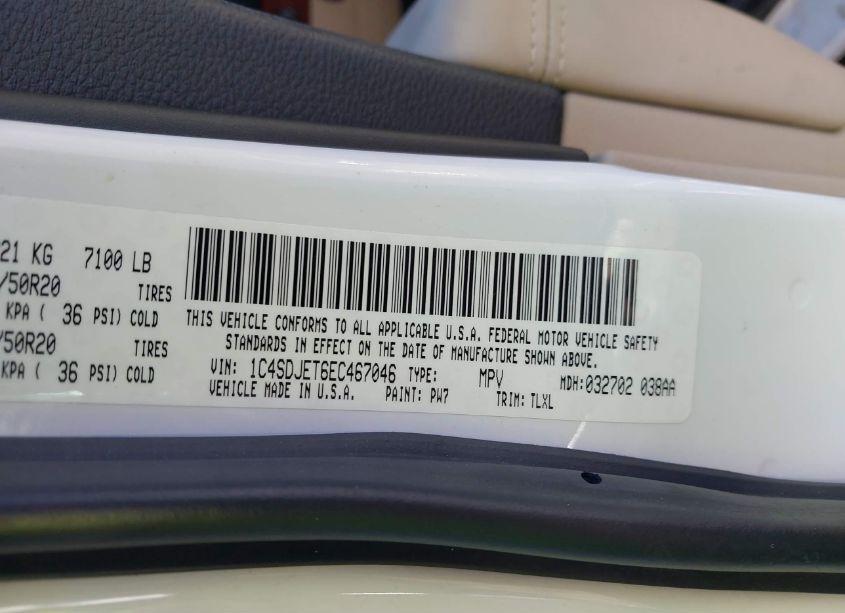 21 KG 7100 LB
/50R20 TIRES
KPA ( 36 PSI) COLD
/50R20 TIRES
KPA ( 36 PSI) COLD
THIS VEHICLE CONFORMS TO ALL APPLICABLE U.S.A. FEDERAL MOTOR VEHICLE SAFETY
STANDARDS IN EFFECT ON THE DATE OF MANUFACTURE SHOWN ABOVE.
VIN: 1C4SDJET6EC467046 TYPE: MPV MDH:032702 038AA
VEHICLE MADE IN U.S.A. PAINT: PW7 TRIM: TLXL